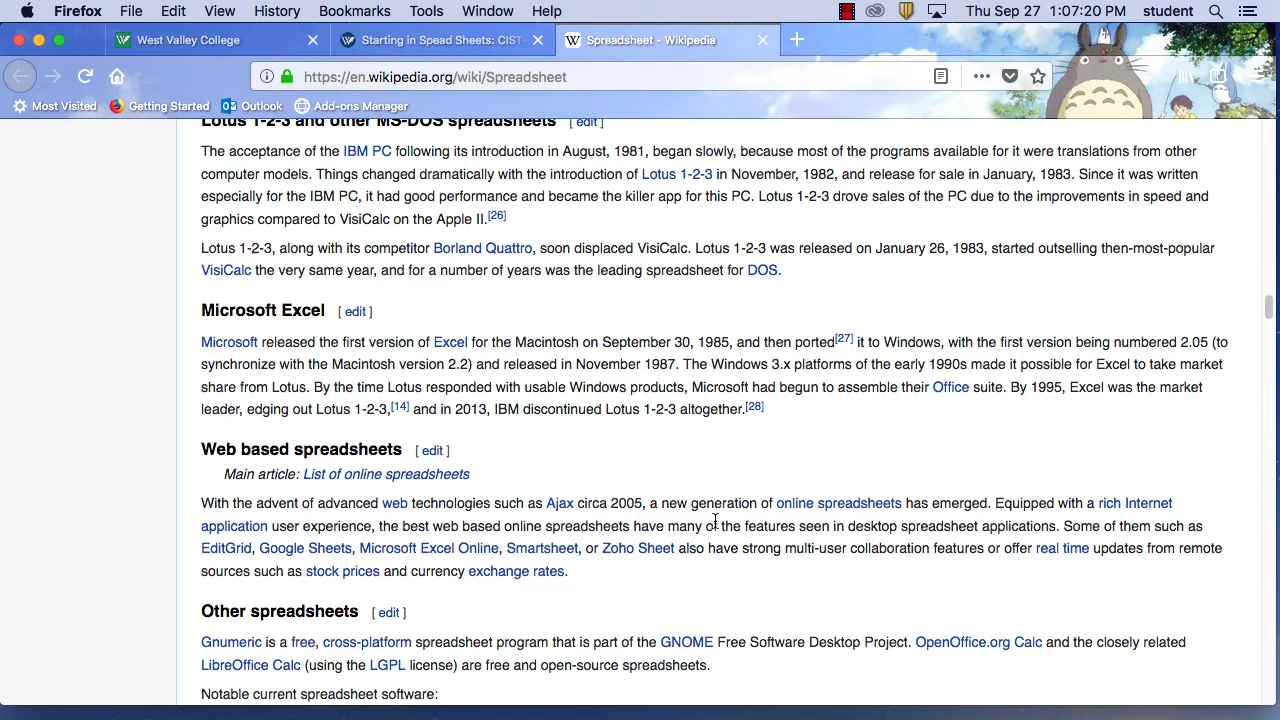 Firefox File Edit View History Bookmarks Tools Window Help Thu Sep 27 1:07:20 PM student
West Valley College Starting in Spead Sheets: CIST- Spreadsheet - Wikipedia
https://en.wikipedia.org/wiki/Spreadsheet
Most Visited Getting Started Outlook Add-ons Manager
Lotus 1-2-3 and other MS-DOS spreadsheets [ edit ]
The acceptance of the IBM PC following its introduction in August, 1981, began slowly, because most of the programs available for it were translations from other
computer models. Things changed dramatically with the introduction of Lotus 1-2-3 in November, 1982, and release for sale in January, 1983. Since it was written
especially for the IBM PC, it had good performance and became the killer app for this PC. Lotus 1-2-3 drove sales of the PC due to the improvements in speed and
graphics compared to VisiCalc on the Apple II.[26]
Lotus 1-2-3, along with its competitor Borland Quattro, soon displaced VisiCalc. Lotus 1-2-3 was released on January 26, 1983, started outselling then-most-popular
VisiCalc the very same year, and for a number of years was the leading spreadsheet for DOS.
Microsoft Excel [ edit ]
Microsoft released the first version of Excel for the Macintosh on September 30, 1985, and then ported[27] it to Windows, with the first version being numbered 2.05 (to
synchronize with the Macintosh version 2.2) and released in November 1987. The Windows 3.x platforms of the early 1990s made it possible for Excel to take market
share from Lotus. By the time Lotus responded with usable Windows products, Microsoft had begun to assemble their Office suite. By 1995, Excel was the market
leader, edging out Lotus 1-2-3,[14] and in 2013, IBM discontinued Lotus 1-2-3 altogether.[28]
Web based spreadsheets [ edit ]
Main article: List of online spreadsheets
With the advent of advanced web technologies such as Ajax circa 2005, a new generation of online spreadsheets has emerged. Equipped with a rich Internet
application user experience, the best web based online spreadsheets have many of the features seen in desktop spreadsheet applications. Some of them such as
EditGrid, Google Sheets, Microsoft Excel Online, Smartsheet, or Zoho Sheet also have strong multi-user collaboration features or offer real time updates from remote
sources such as stock prices and currency exchange rates.
Other spreadsheets [ edit ]
Gnumeric is a free, cross-platform spreadsheet program that is part of the GNOME Free Software Desktop Project. OpenOffice.org Calc and the closely related
LibreOffice Calc (using the LGPL license) are free and open-source spreadsheets.
Notable current spreadsheet software: